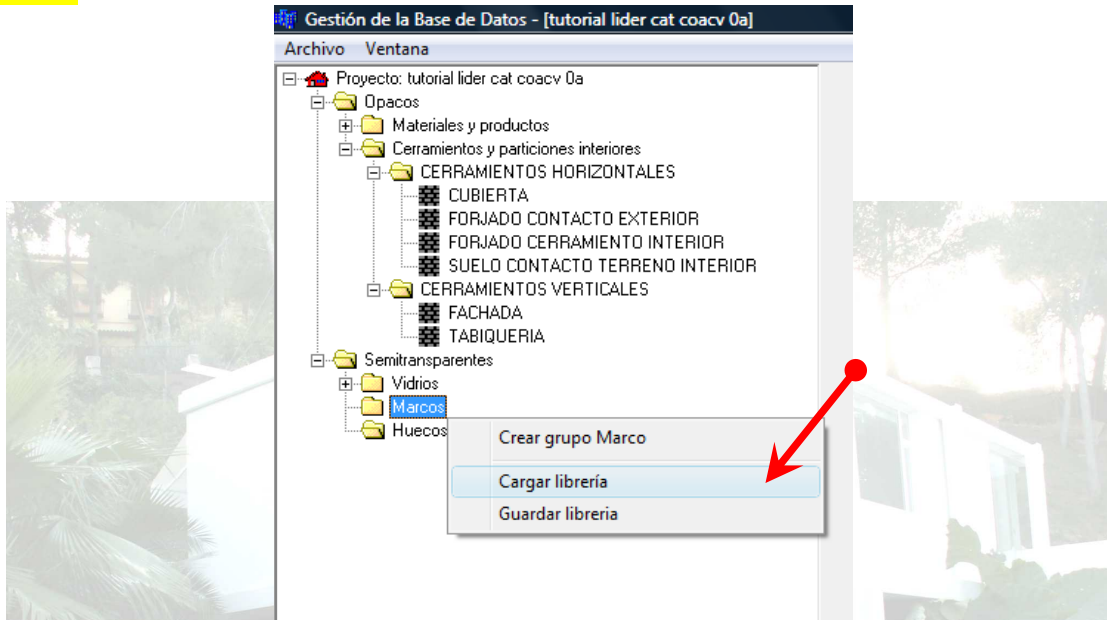 Gestión de la Base de Datos - [tutorial lider cat coacv 0a]
Archivo Ventana
Proyecto: tutorial lider cat coacv 0a
Opacos
Materiales y productos
Cerramientos y particiones interiores
CERRAMIENTOS HORIZONTALES
CUBIERTA
FORJADO CONTACTO EXTERIOR
FORJADO CERRAMIENTO INTERIOR
SUELO CONTACTO TERRENO INTERIOR
CERRAMIENTOS VERTICALES
FACHADA
TABIQUERIA
Semitransparentes
Vidrios
Marcos
Huecos
Crear grupo Marco
Cargar librería
Guardar libreria